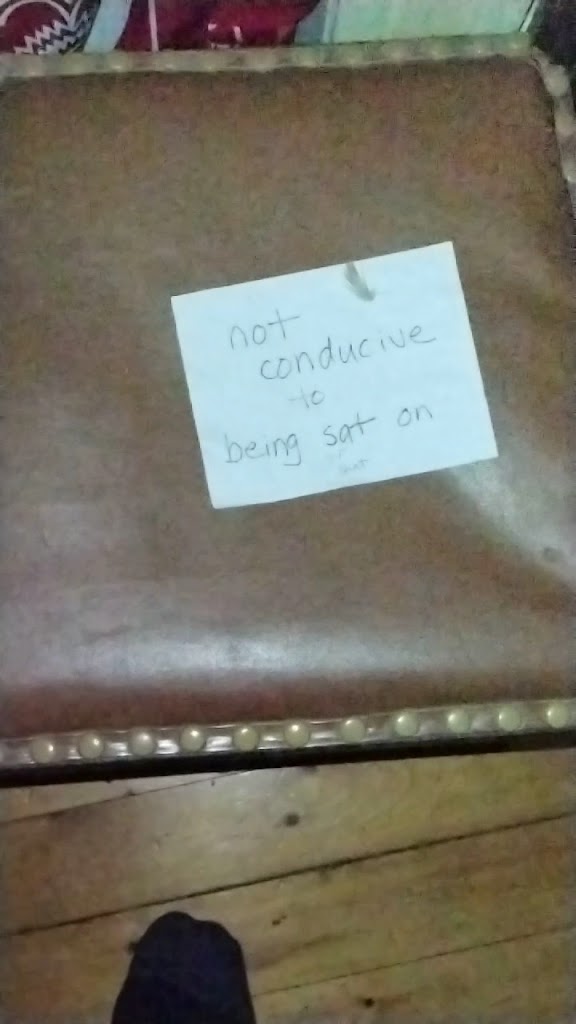 not
conducive
to
being sat on